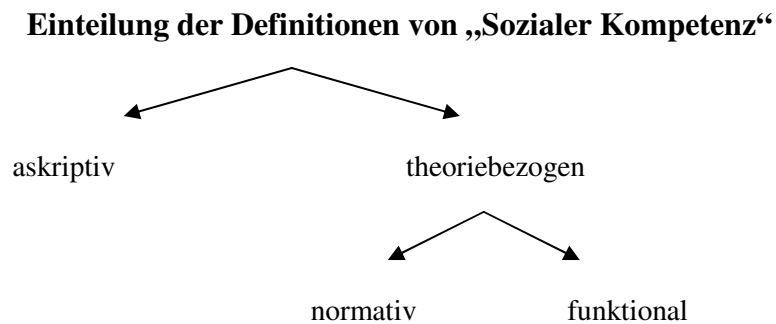 Einteilung der Definitionen von „Sozialer Kompetenz“
askriptiv theoriebezogen
normativ funktional